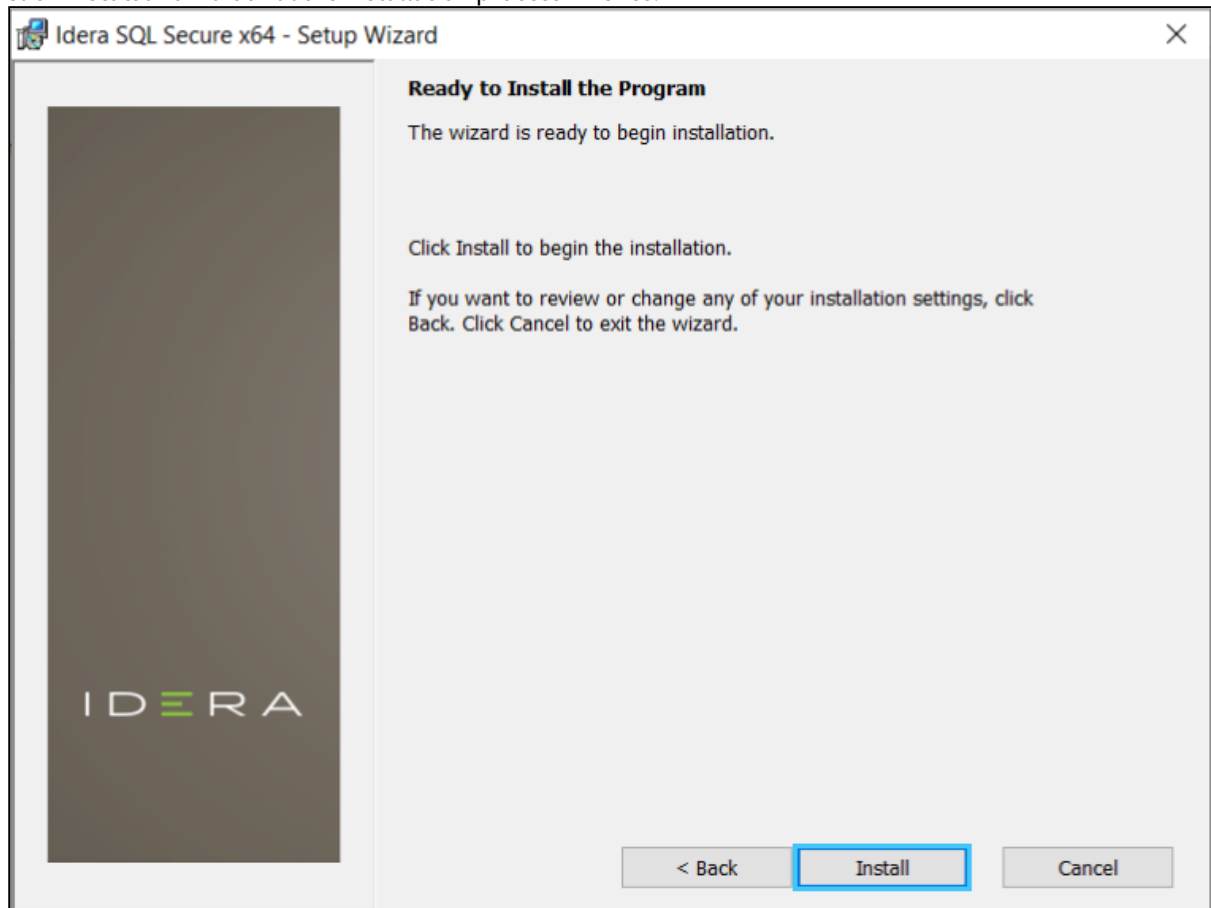 Idera SQL Secure x64 - Setup Wizard
Ready to Install the Program
The wizard is ready to begin installation.
Click Install to begin the installation.
If you want to review or change any of your installation settings, click
Back. Click Cancel to exit the wizard.
IDERA
< Back Install Cancel